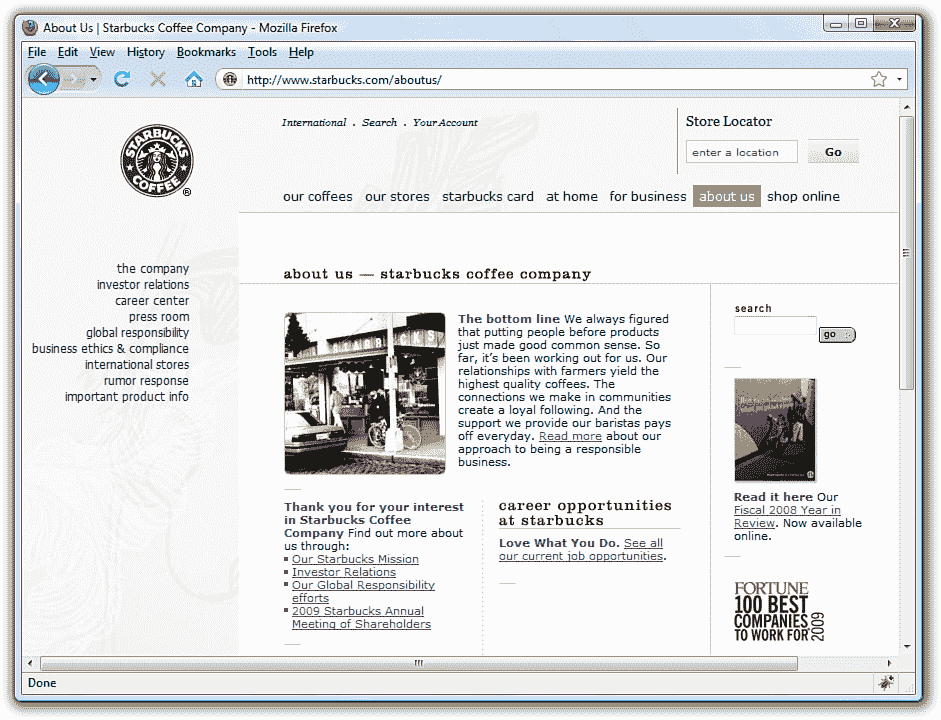 About Us | Starbucks Coffee Company - Mozilla Firefox
File Edit View History Bookmarks Tools Help
http://www.starbucks.com/aboutus/
STARBUCKS
COFFEE
®
International . Search . Your Account
Store Locator
enter a location
Go
our coffees our stores starbucks card at home for business about us shop online
the company
investor relations
career center
press room
global responsibility
business ethics & compliance
international stores
rumor response
important product info
about us — starbucks coffee company
The bottom line We always figured
that putting people before products
just made good common sense. So
far, it's been working out for us. Our
relationships with farmers yield the
highest quality coffees. The
connections we make in communities
create a loyal following. And the
support we provide our baristas pays
off everyday. Read more about our
approach to being a responsible
business.
Thank you for your interest
in Starbucks Coffee
Company Find out more about
us through:
Our Starbucks Mission
Investor Relations
Our Global Responsibility
efforts
2009 Starbucks Annual
Meeting of Shareholders
career opportunities
at starbucks
Love What You Do. See all
our current job opportunities.
search
go
Read it here Our
Fiscal 2008 Year in
Review. Now available
online.
FORTUNE
100 BEST
COMPANIES
TO WORK FOR
2009
Done